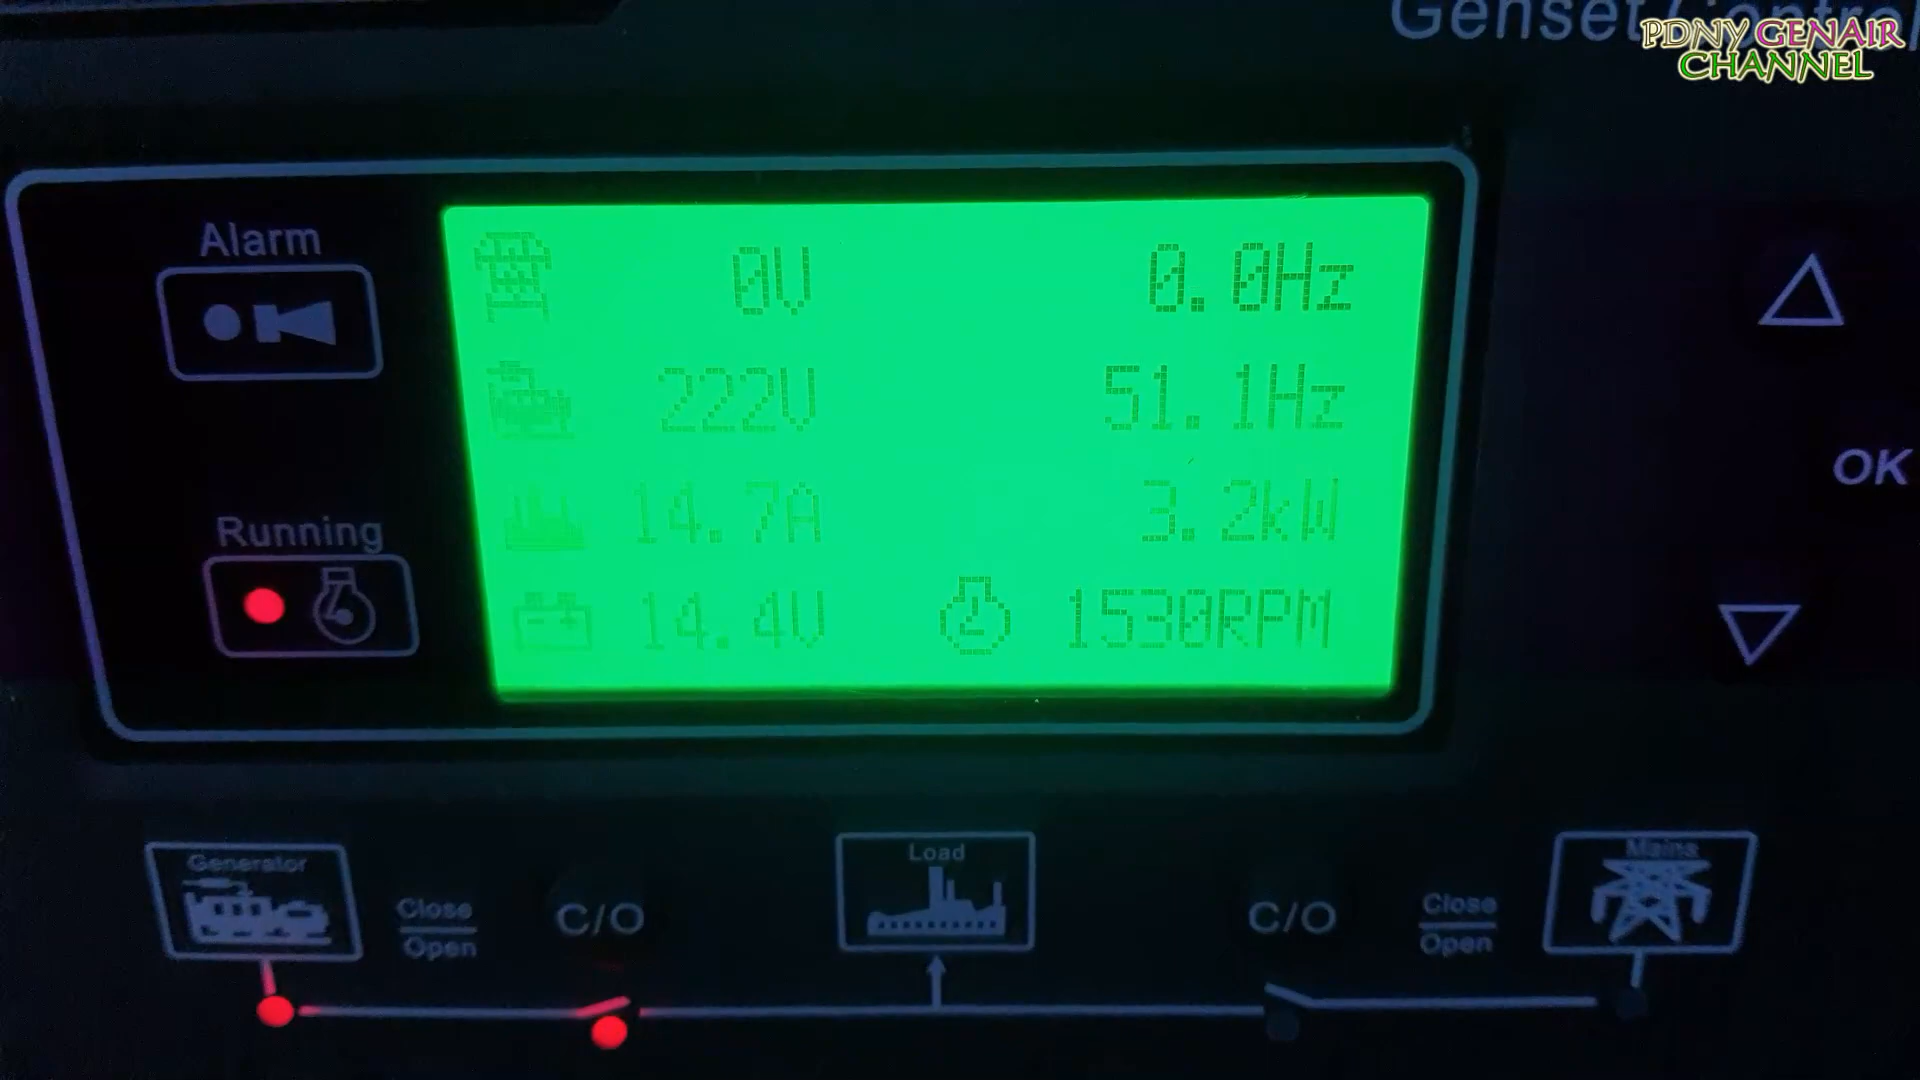 Genset Control
PDNY GENAIR
CHANNEL
Alarm
0V 0.0Hz
222V 51.1Hz
14.7A 3.2kW
14.4V 1530RPM
Running
OK
Generator
Close
Open
C/O
Load
C/O
Close
Open
Mains